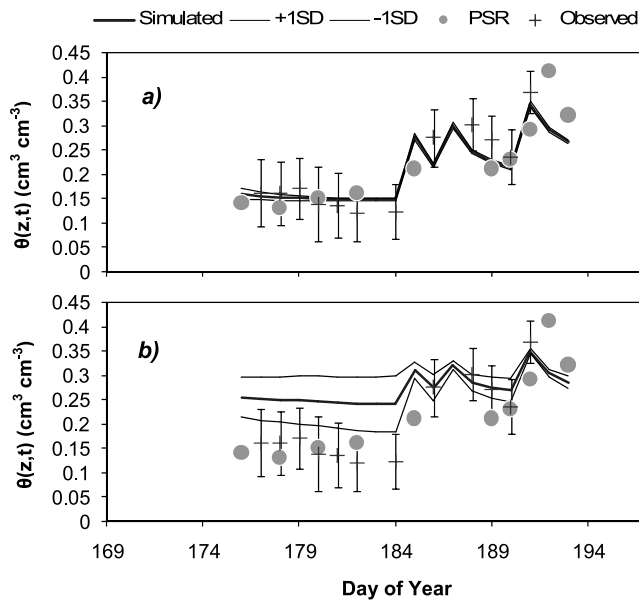 Simulated +1SD -1SD PSR Observed
0.45
0.4
0.35
0.3
0.25
0.2
0.15
0.1
0.05
0
θ(z,t) (cm³ cm⁻³)
a)
0.45
0.4
0.35
0.3
0.25
0.2
0.15
0.1
0.05
0
θ(z,t) (cm³ cm⁻³)
b)
169 174 179 184 189 194
Day of Year